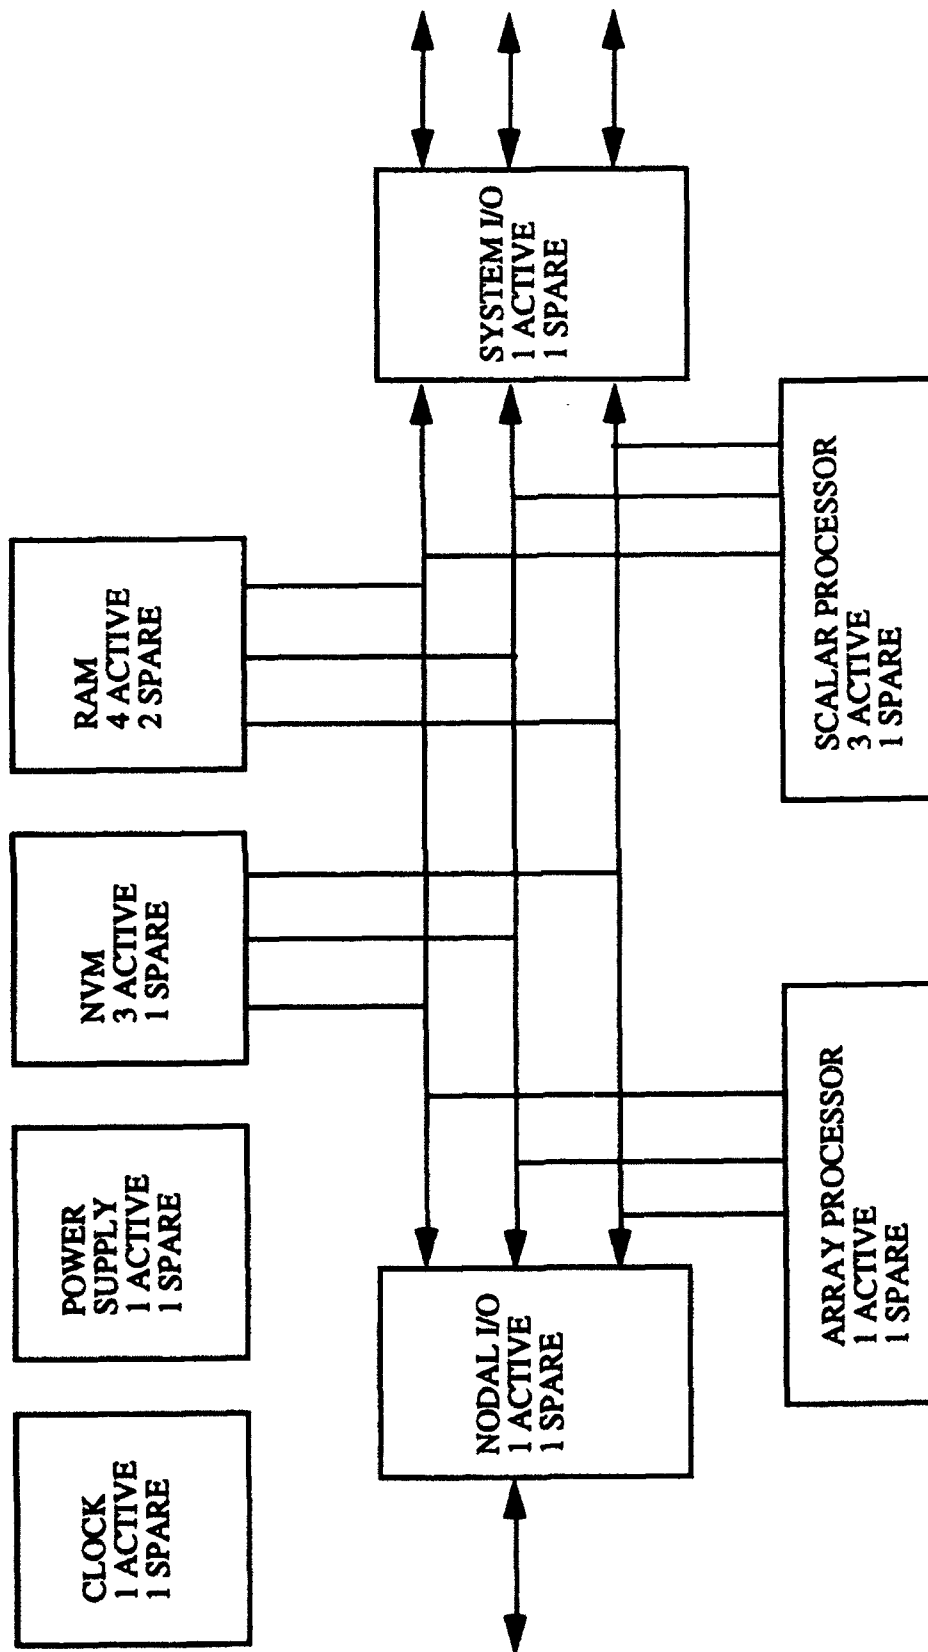 CLOCK
1 ACTIVE
1 SPARE
POWER
SUPPLY
1 ACTIVE
1 SPARE
NVM
3 ACTIVE
1 SPARE
RAM
4 ACTIVE
2 SPARE
NODAL I/O
1 ACTIVE
1 SPARE
SYSTEM I/O
1 ACTIVE
1 SPARE
ARRAY PROCESSOR
1 ACTIVE
1 SPARE
SCALAR PROCESSOR
3 ACTIVE
1 SPARE